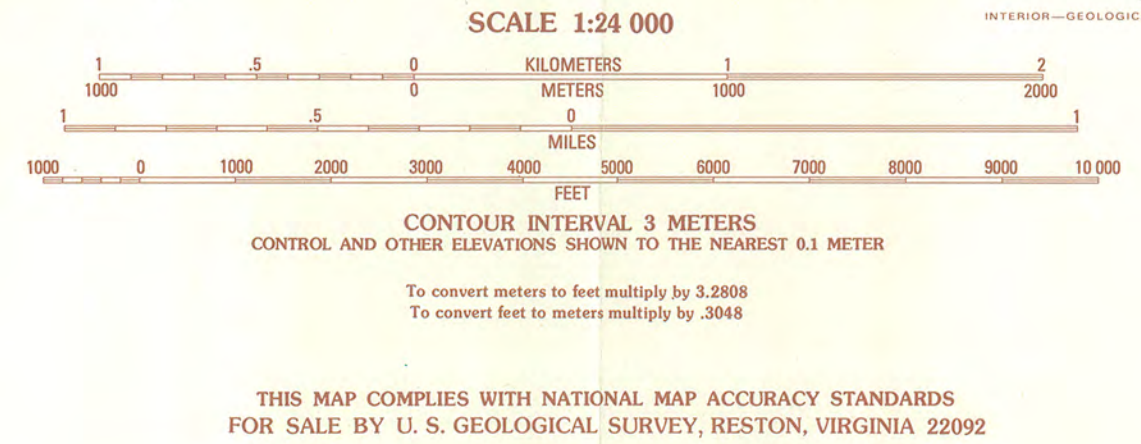 SCALE 1:24 000
INTERIOR—GEOLOGIC
1 .5 0 KILOMETERS 1 2
1000 0 METERS 1000 2000
1 .5 0 1
MILES
1000 0 1000 2000 3000 4000 5000 6000 7000 8000 9000 10 000
FEET
CONTOUR INTERVAL 3 METERS
CONTROL AND OTHER ELEVATIONS SHOWN TO THE NEAREST 0.1 METER
To convert meters to feet multiply by 3.2808
To convert feet to meters multiply by .3048
THIS MAP COMPLIES WITH NATIONAL MAP ACCURACY STANDARDS
FOR SALE BY U. S. GEOLOGICAL SURVEY, RESTON, VIRGINIA 22092